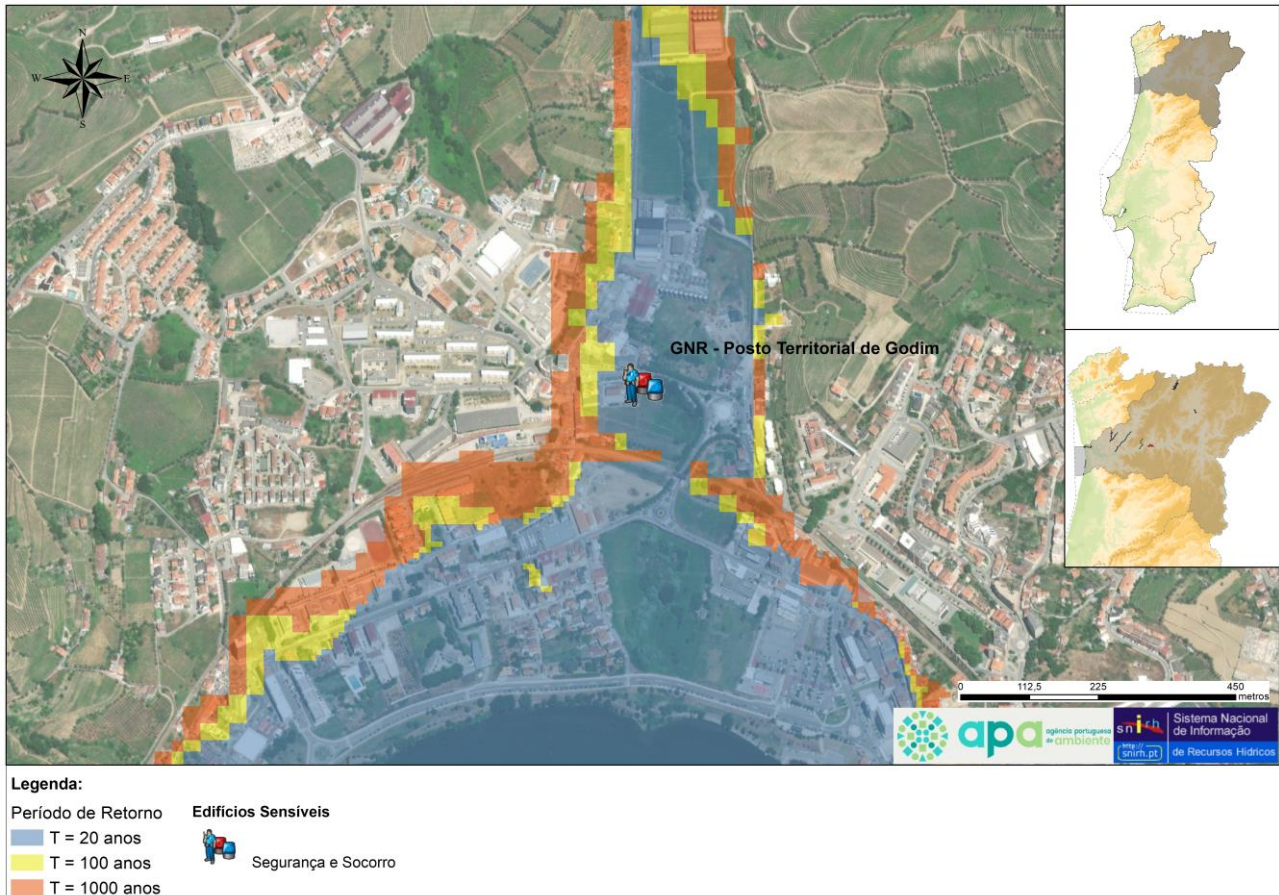 N
W E
S
GNR - Posto Territorial de Godim
0 112,5 225 450
metros
apa agência portuguesa
do ambiente
snirh
http://
snirh.pt
Sistema Nacional
de Informação
de Recursos Hídricos
Legenda:
Período de Retorno
T = 20 anos
T = 100 anos
T = 1000 anos
Edifícios Sensíveis
Segurança e Socorro